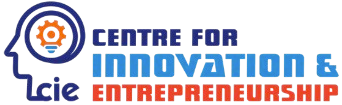 cie
CENTRE FOR
INNOVATION &
ENTREPRENEURSHIP